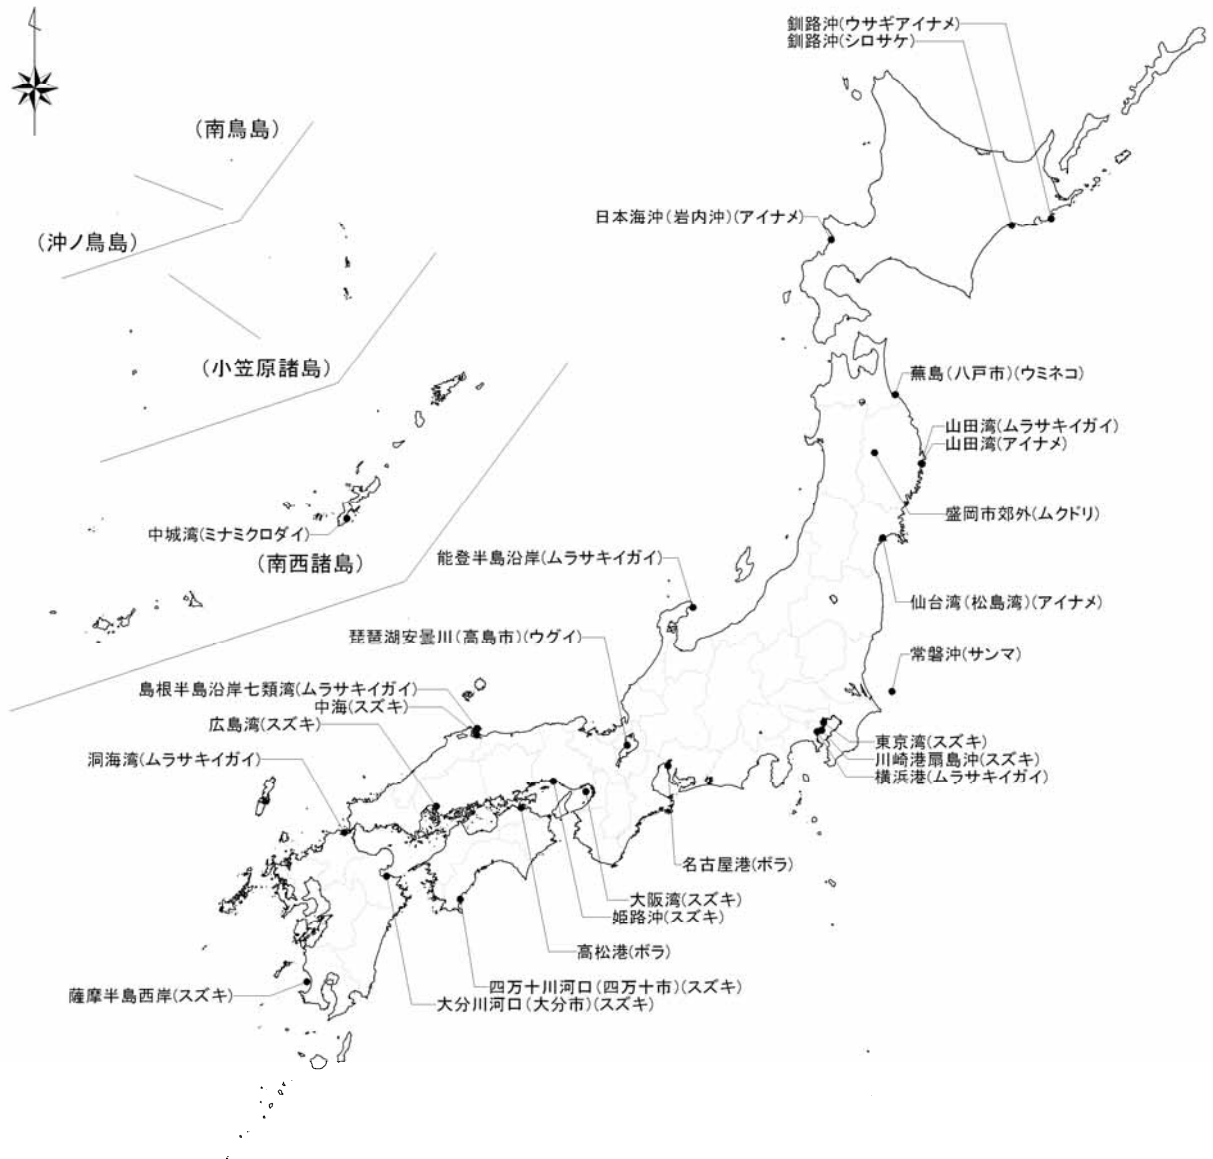 釧路沖(ウサギアイナメ)
釧路沖(シロサケ)
(南鳥島)
日本海沖(岩内沖)(アイナメ)
(沖ノ鳥島)
(小笠原諸島)
蕪島(八戸市)(ウミネコ)
山田湾(ムラサキイガイ)
山田湾(アイナメ)
盛岡市郊外(ムクドリ)
中城湾(ミナミクロダイ)
(南西諸島)
能登半島沿岸(ムラサキイガイ)
仙台湾(松島湾)(アイナメ)
琵琶湖安曇川(高島市)(ウグイ)
常磐沖(サンマ)
島根半島沿岸七類湾(ムラサキイガイ)
中海(スズキ)
広島湾(スズキ)
洞海湾(ムラサキイガイ)
東京湾(スズキ)
川崎港扇島沖(スズキ)
横浜港(ムラサキイガイ)
名古屋港(ボラ)
大阪湾(スズキ)
姫路沖(スズキ)
高松港(ボラ)
四万十川河口(四万十市)(スズキ)
薩摩半島西岸(スズキ)
大分川河口(大分市)(スズキ)